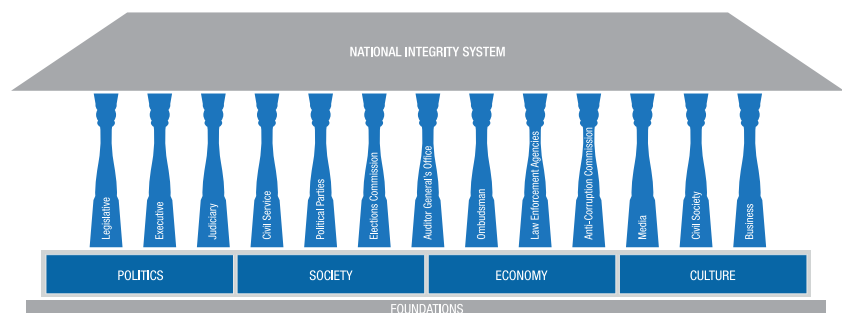 NATIONAL INTEGRITY SYSTEM
Legislative
Executive
Judiciary
Civil Service
Political Parties
Elections Commission
Auditor General's Office
Ombudsman
Law Enforcement Agencies
Anti-Corruption Commission
Media
Civil Society
Business
POLITICS
SOCIETY
ECONOMY
CULTURE
FOUNDATIONS